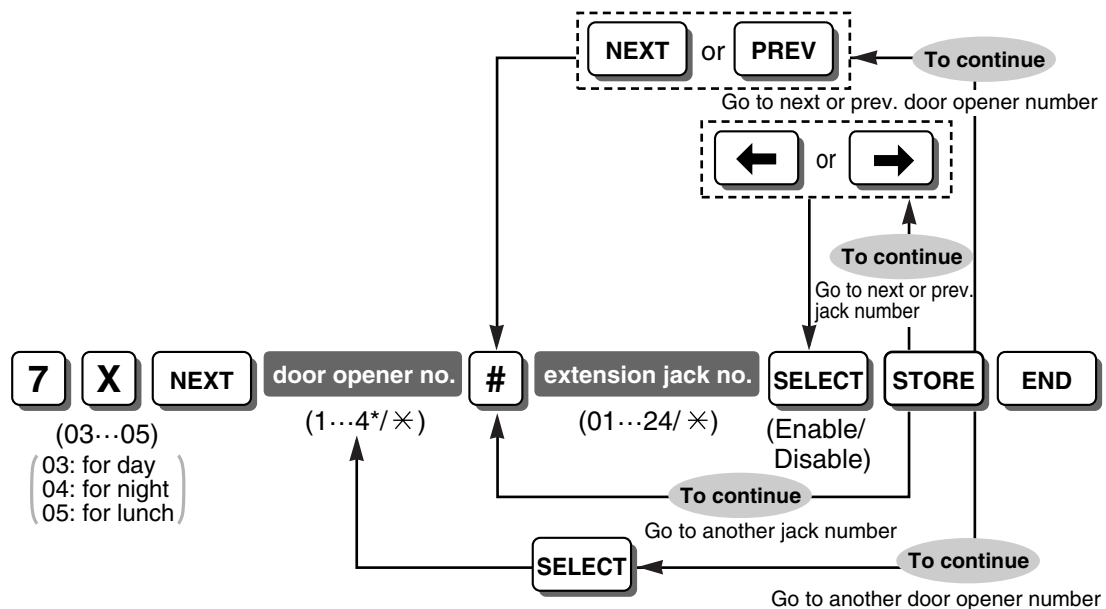 NEXT or PREV
To continue
Go to next or prev. door opener number
or
To continue
Go to next or prev.
jack number
7 X NEXT door opener no. # extension jack no. SELECT STORE END
(03···05)
(1···4*/ ✳)
(01···24/ ✳)
(Enable/
Disable)
03: for day
04: for night
05: for lunch
To continue
Go to another jack number
SELECT
To continue
Go to another door opener number